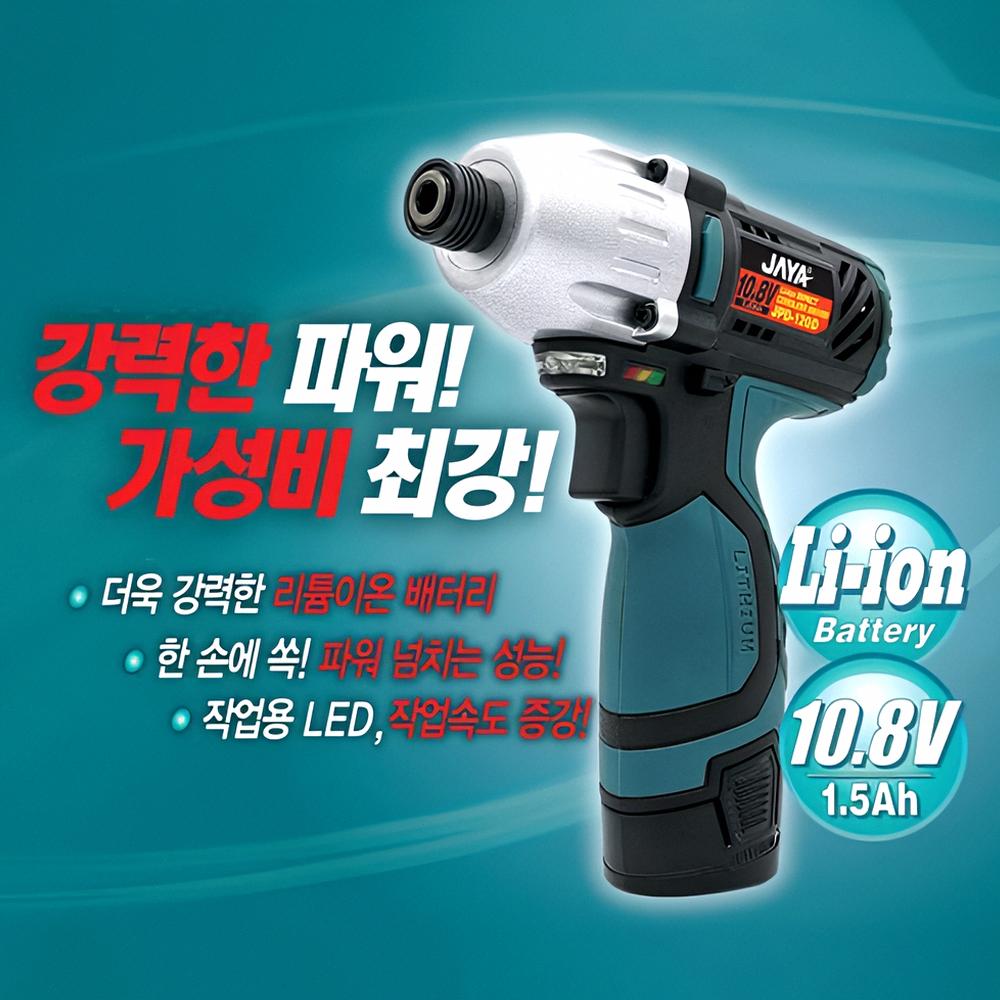 강력한 파워!
가성비 최강!
더욱 강력한 리튬이온 배터리
한 손에 쏙! 파워 넘치는 성능!
작업용 LED, 작업속도 증강!
JAYA
10.8V
LITHIUM
Li-ion
Battery
10.8V
1.5Ah